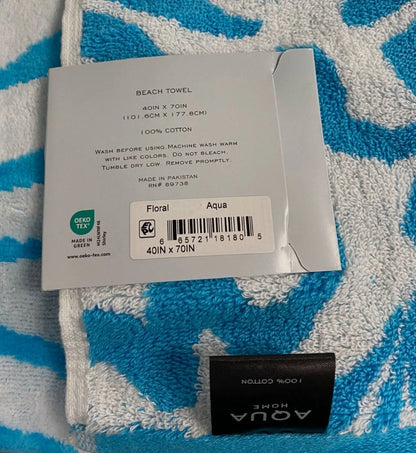 BEACH TOWEL
40IN X 70IN
(101.6CM X 177.8CM)
100% COTTON
WASH BEFORE USING.MACHINE WASH WARM
WITH LIKE COLORS. DO NOT BLEACH.
TUMBLE DRY LOW. REMOVE PROMPTLY.
MADE IN PAKISTAN
RN# 89738
OEKO
TEX®
MADE IN
GREEN
www.oeko-tex.com
Shirley
Floral Aqua
6 65721 18180 5
40IN x 70IN
AQUA
HOME
100% COTTON